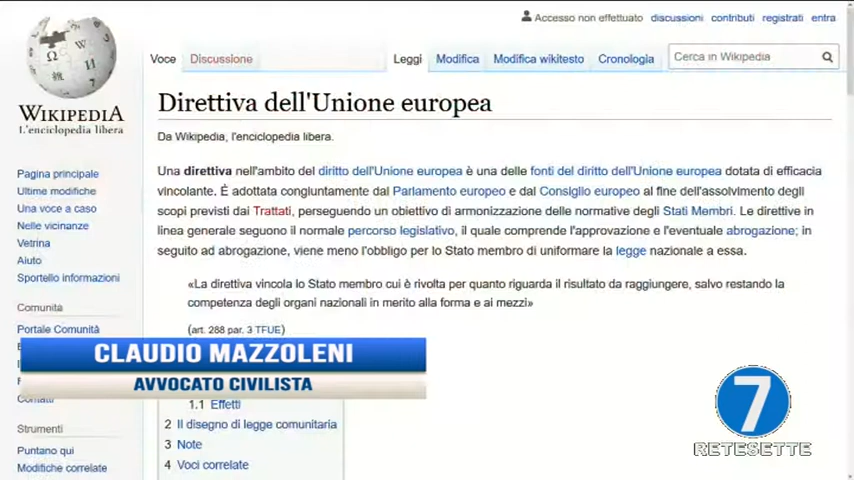 Accesso non effettuato discussioni contributi registrati entra
Voce Discussione Leggi Modifica Modifica wikitesto Cronologia Cerca in Wikipedia
WIKIPEDIA
L'enciclopedia libera
Direttiva dell'Unione europea
Da Wikipedia, l'enciclopedia libera.
Una direttiva nell'ambito del diritto dell'Unione europea è una delle fonti del diritto dell'Unione europea dotata di efficacia
vincolante. È adottata congiuntamente dal Parlamento europeo e dal Consiglio europeo al fine dell'assolvimento degli
scopi previsti dai Trattati, perseguendo un obiettivo di armonizzazione delle normative degli Stati Membri. Le direttive in
linea generale seguono il normale percorso legislativo, il quale comprende l'approvazione e l'eventuale abrogazione; in
seguito ad abrogazione, viene meno l'obbligo per lo Stato membro di uniformare la legge nazionale a essa.
«La direttiva vincola lo Stato membro cui è rivolta per quanto riguarda il risultato da raggiungere, salvo restando la
competenza degli organi nazionali in merito alla forma e ai mezzi»
(art. 288 par. 3 TFUE)
Pagina principale
Ultime modifiche
Una voce a caso
Nelle vicinanze
Vetrina
Aiuto
Sportello informazioni
Comunità
Portale Comunità
CLAUDIO MAZZOLENI
AVVOCATO CIVILISTA
Contatti
Strumenti
Puntano qui
Modifiche correlate
1.1 Effetti
2 Il disegno di legge comunitaria
3 Note
4 Voci correlate
7
RETESETTE